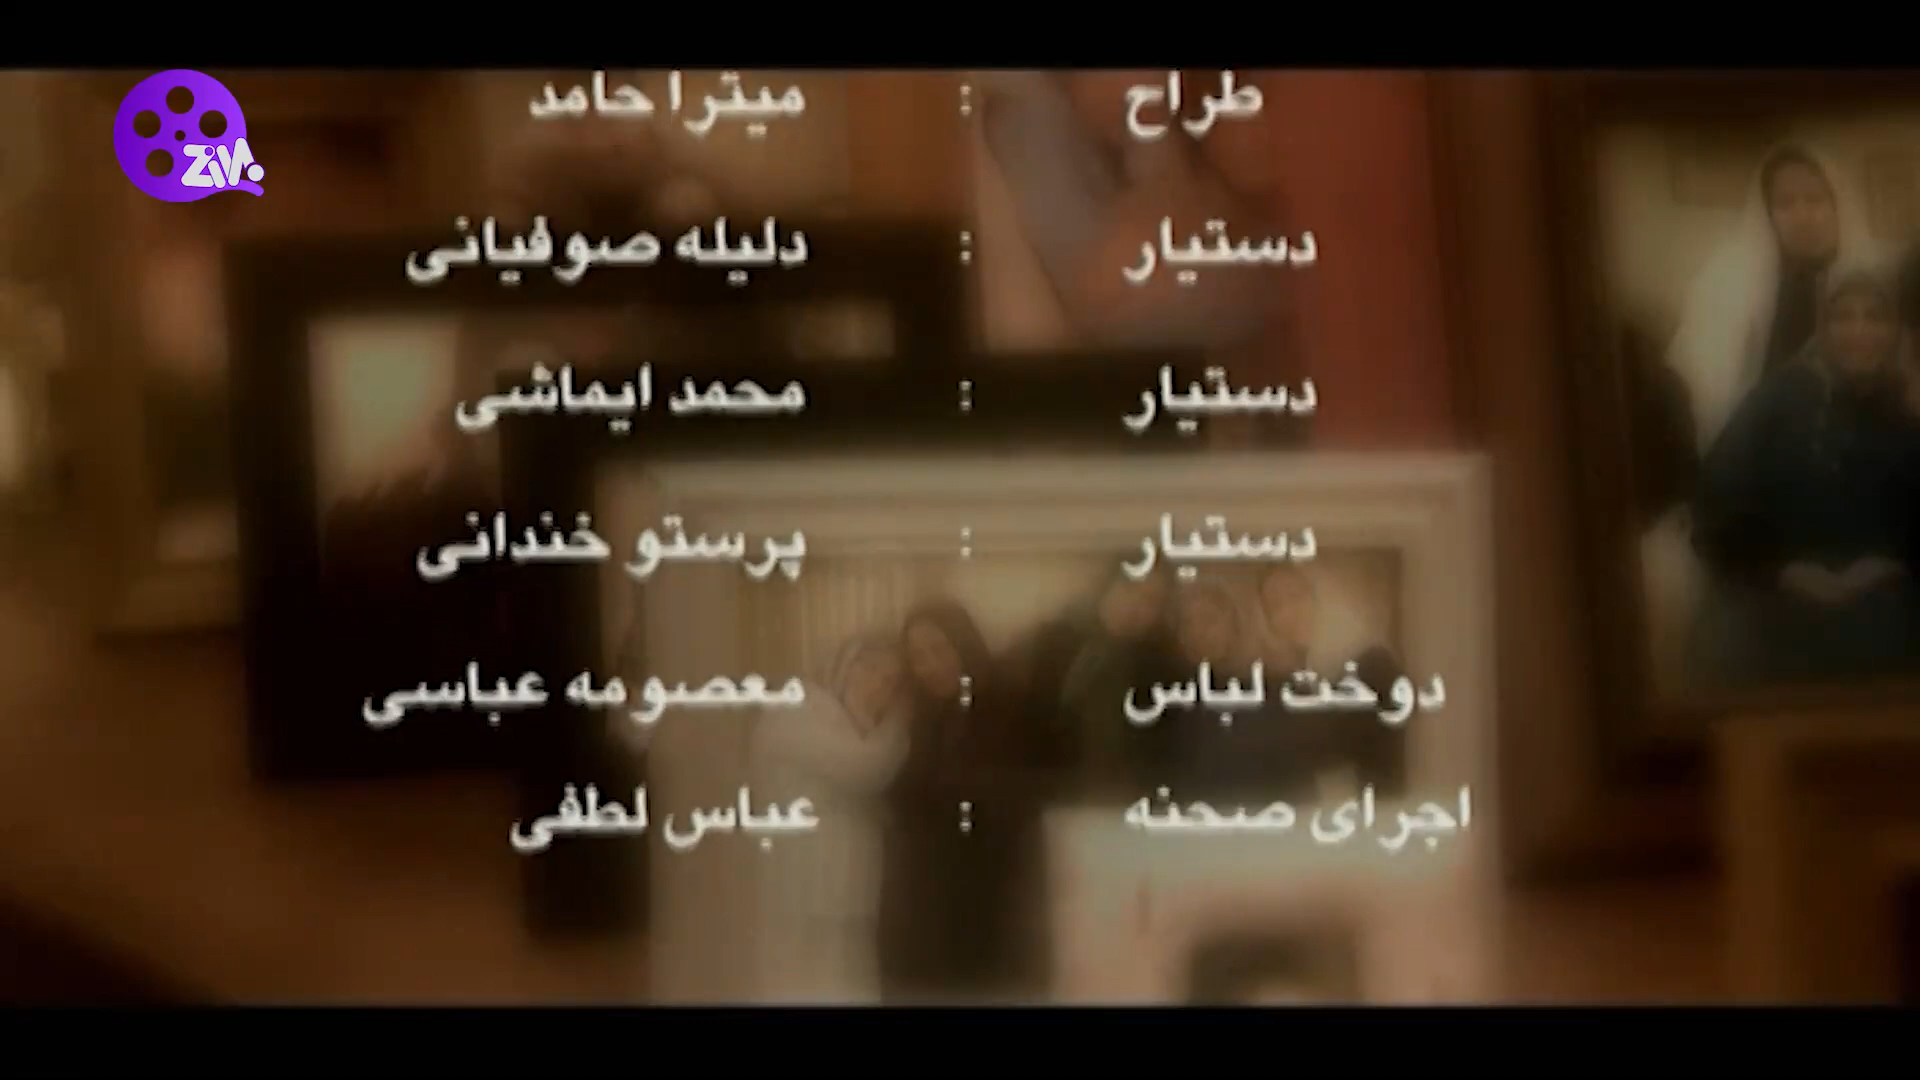 ZiM.
طراح : میترا حامد
دستیار : دلیله صوفیانی
دستیار : محمد ایماشی
دستیار : پرستو خندانی
دوخت لباس : معصومه عباسی
اجرای صحنه : عباس لطفی